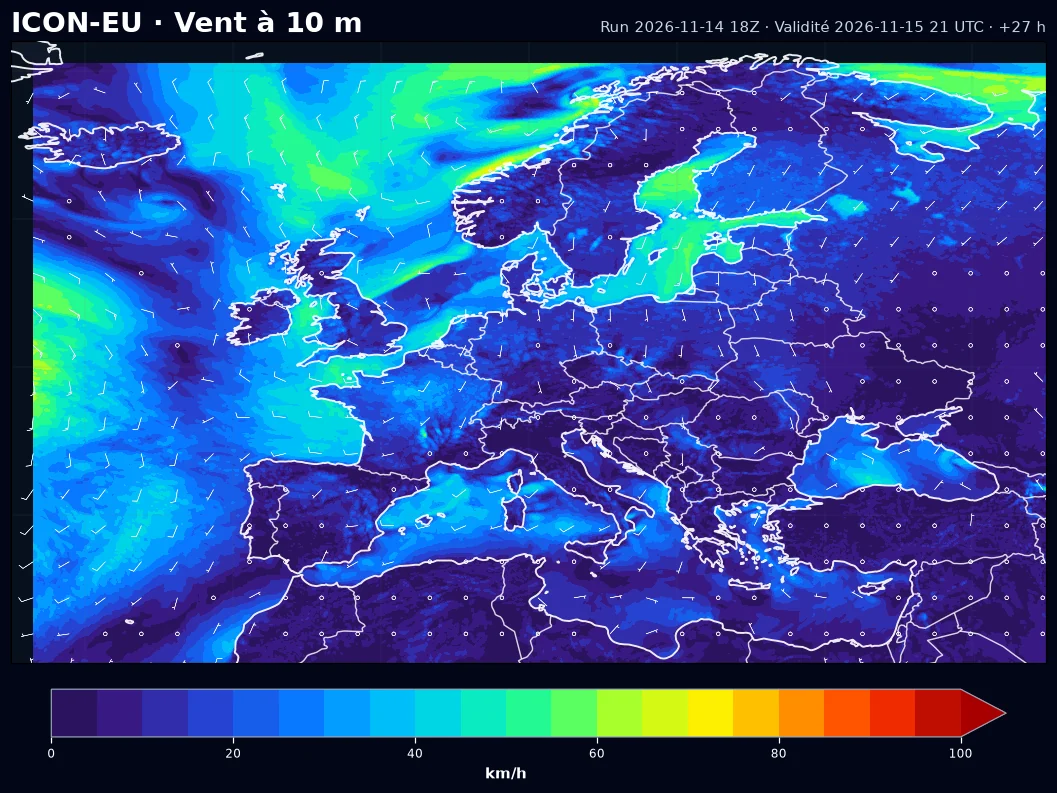 ICON-EU · Vent à 10 m
Run 2026-11-14 18Z · Validité 2026-11-15 21 UTC · +27 h
0 20 40 60 80 100
km/h